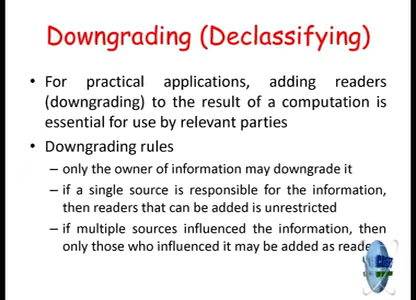 Downgrading (Declassifying)
• For practical applications, adding readers
(downgrading) to the result of a computation is
essential for use by relevant parties
• Downgrading rules
– only the owner of information may downgrade it
– if a single source is responsible for the information,
then readers that can be added is unrestricted
– if multiple sources influenced the information, then
only those who influenced it may be added as